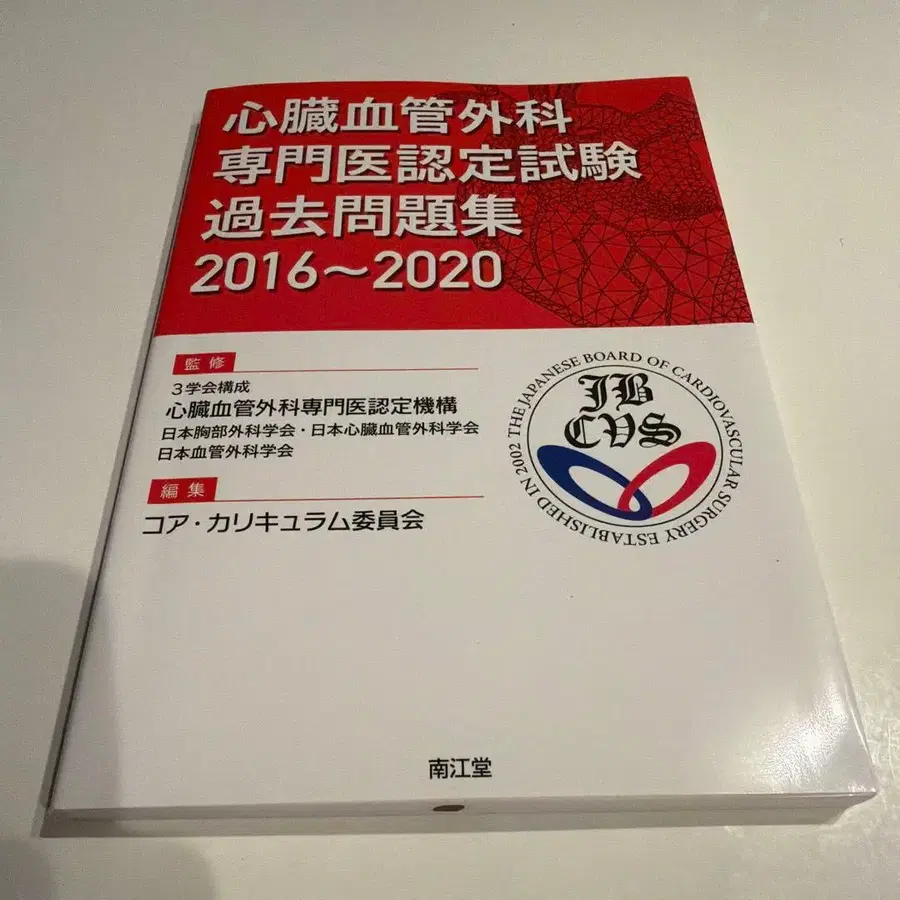 心臓血管外科
専門医認定試験
過去問題集
2016～2020
監修
3学会構成
心臓血管外科専門医認定機構
日本胸部外科学会・日本心臓血管外科学会
日本血管外科学会
編集
コア・カリキュラム委員会
THE JAPANESE BOARD OF CARDIOVASCULAR SURGERY ESTABLISHED IN 2002
JB
CVS
南江堂